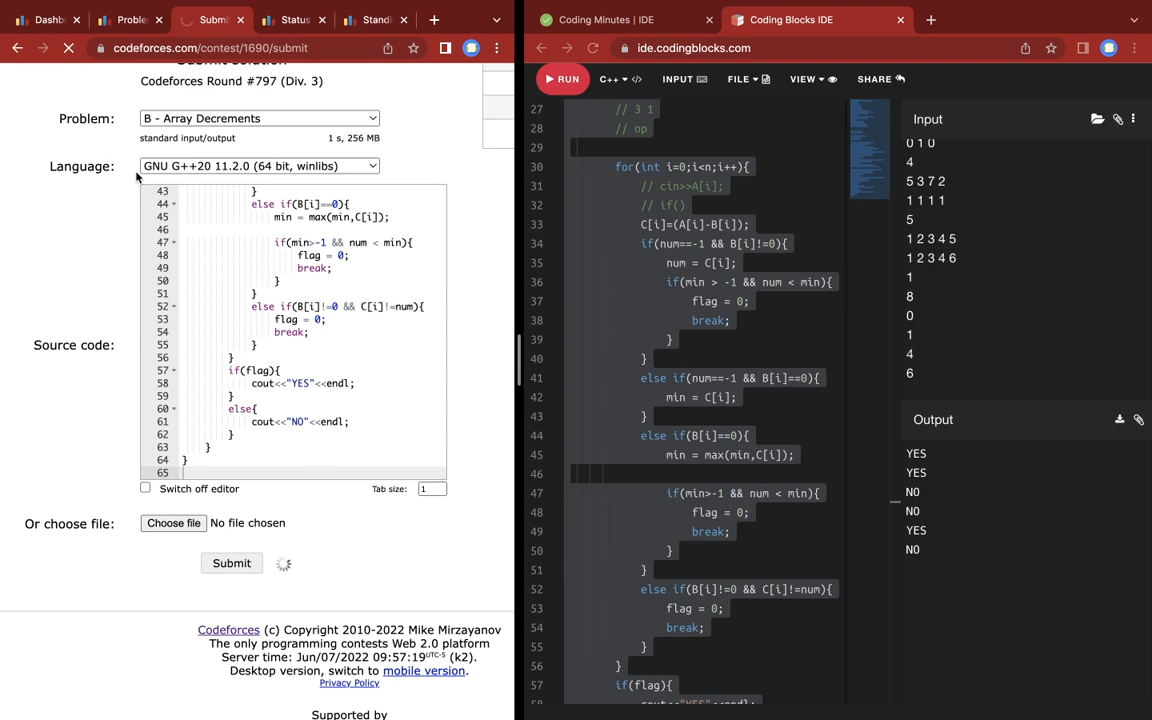 Dashb
Proble
Submi
Status
Standi
codeforces.com/contest/1690/submit
Codeforces Round #797 (Div. 3)
Problem:
B - Array Decrements
standard input/output
1 s, 256 MB
Language:
GNU G++20 11.2.0 (64 bit, winlibs)
Source code:
43 }
44 else if(B[i]==0){
45 min = max(min,C[i]);
46
47 if(min>-1 && num < min){
48 flag = 0;
49 break;
50 }
51 }
52 else if(B[i]!=0 && C[i]!=num){
53 flag = 0;
54 break;
55 }
56 }
57 if(flag){
58 cout<<"YES"<<endl;
59 }
60 else{
61 cout<<"NO"<<endl;
62 }
63 }
64 }
65
Switch off editor
Tab size:
1
Or choose file:
Choose file No file chosen
Submit
Codeforces (c) Copyright 2010-2022 Mike Mirzayanov
The only programming contests Web 2.0 platform
Server time: Jun/07/2022 09:57:19UTC-5 (k2).
Desktop version, switch to mobile version.
Privacy Policy
Supported by
Coding Minutes | IDE
Coding Blocks IDE
ide.codingblocks.com
RUN
C++
INPUT
FILE
VIEW
SHARE
27 // 3 1
28 // op
29
30 for(int i=0;i<n;i++){
31 // cin>>A[i];
32 // if()
33 C[i]=(A[i]-B[i]);
34 if(num==-1 && B[i]!=0){
35 num = C[i];
36 if(min > -1 && num < min){
37 flag = 0;
38 break;
39 }
40 }
41 else if(num==-1 && B[i]==0){
42 min = C[i];
43 }
44 else if(B[i]==0){
45 min = max(min,C[i]);
46
47 if(min>-1 && num < min){
48 flag = 0;
49 break;
50 }
51 }
52 else if(B[i]!=0 && C[i]!=num){
53 flag = 0;
54 break;
55 }
56 }
57 if(flag){
58 cout<<"YES"<<endl;
Input
0 1 0
4
5 3 7 2
1 1 1 1
5
1 2 3 4 5
1 2 3 4 6
1
8
0
1
4
6
Output
YES
YES
NO
NO
YES
NO